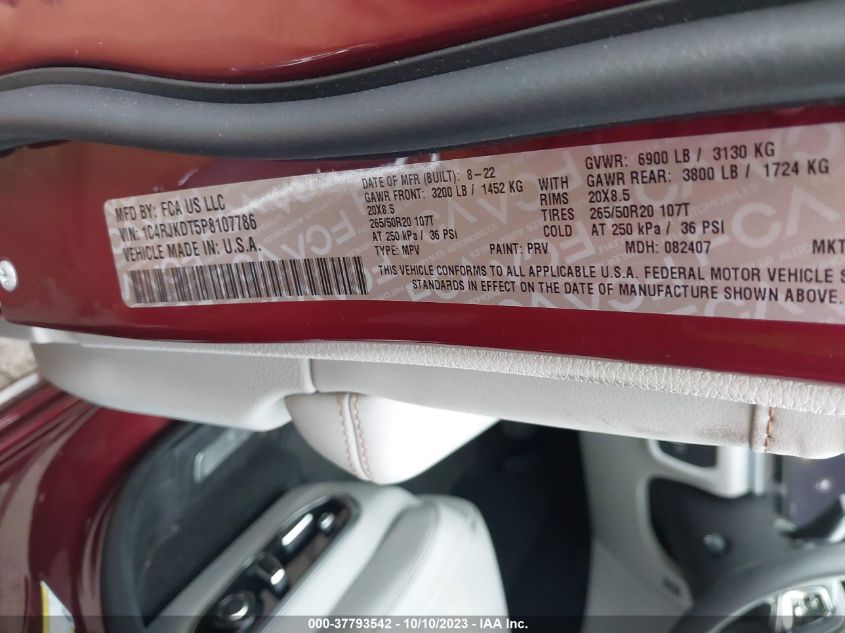 MFD BY: FCA US LLC
VIN: 1C4RJKDT5P8107786
VEHICLE MADE IN U.S.A.
DATE OF MFR (BUILT): 8-22
GAWR FRONT: 3200 LB / 1452 KG
20X8.5
265/50R20 107T
AT 250 kPa / 36 PSI
TYPE: MPV
WITH
RIMS
TIRES
COLD
GVWR: 6900 LB / 3130 KG
GAWR REAR: 3800 LB / 1724 KG
20X8.5
265/50R20 107T
AT 250 kPa / 36 PSI
PAINT: PRV
MDH: 082407
MKT
THIS VEHICLE CONFORMS TO ALL APPLICABLE U.S.A. FEDERAL MOTOR VEHICLE S
STANDARDS IN EFFECT ON THE DATE OF MANUFACTURE SHOWN ABOVE.
000-37793542 - 10/10/2023 - IAA Inc.